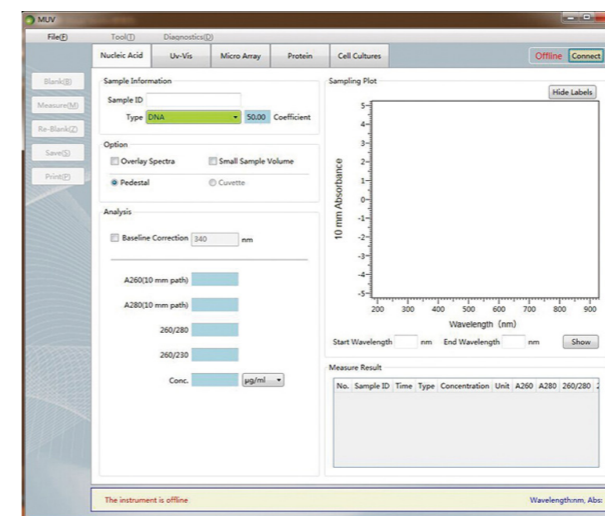 MUV
File(F) Tool(T) Diagnostics(D)
Nucleic Acid Uv-Vis Micro Array Protein Cell Cultures Offline Connect
Blank(B)
Measure(M)
Re-Blank(Z)
Save(S)
Print(P)
Sample Information
Sample ID
Type DNA 50.00 Coefficient
Option
Overlay Spectra Small Sample Volume
Pedestal Cuvette
Analysis
Baseline Correction 340 nm
A260(10 mm path)
A280(10 mm path)
260/280
260/230
Conc. μg/ml
Sampling Plot
Hide Labels
5
4
3
2
1
0
-1
-2
-3
-4
-5
10 mm Absorbance
200 300 400 500 600 700 800 900
Wavelength (nm)
Start Wavelength nm End Wavelength nm Show
Measure Result
No. Sample ID Time Type Concentration Unit A260 A280 260/280 2
The instrument is offline Wavelength:nm, Abs: